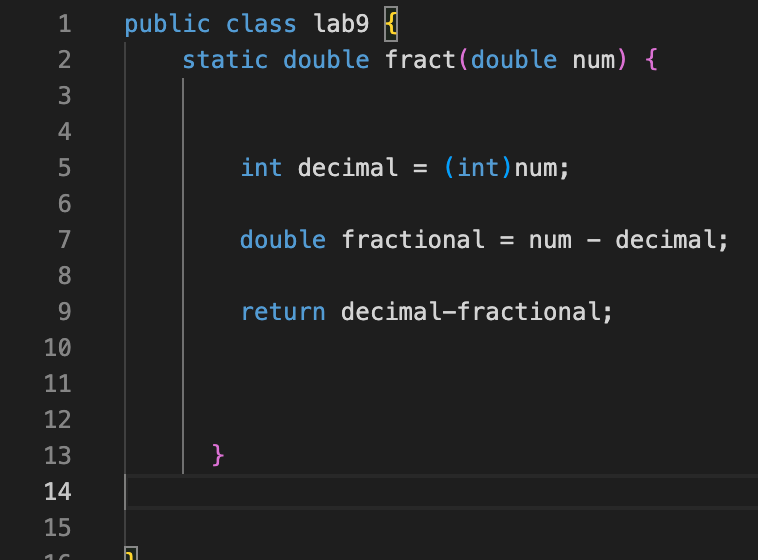 1 public class lab9 {
2 static double fract(double num) {
3
4
5 int decimal = (int)num;
6
7 double fractional = num - decimal;
8
9 return decimal-fractional;
10
11
12
13 }
14
15
16 }